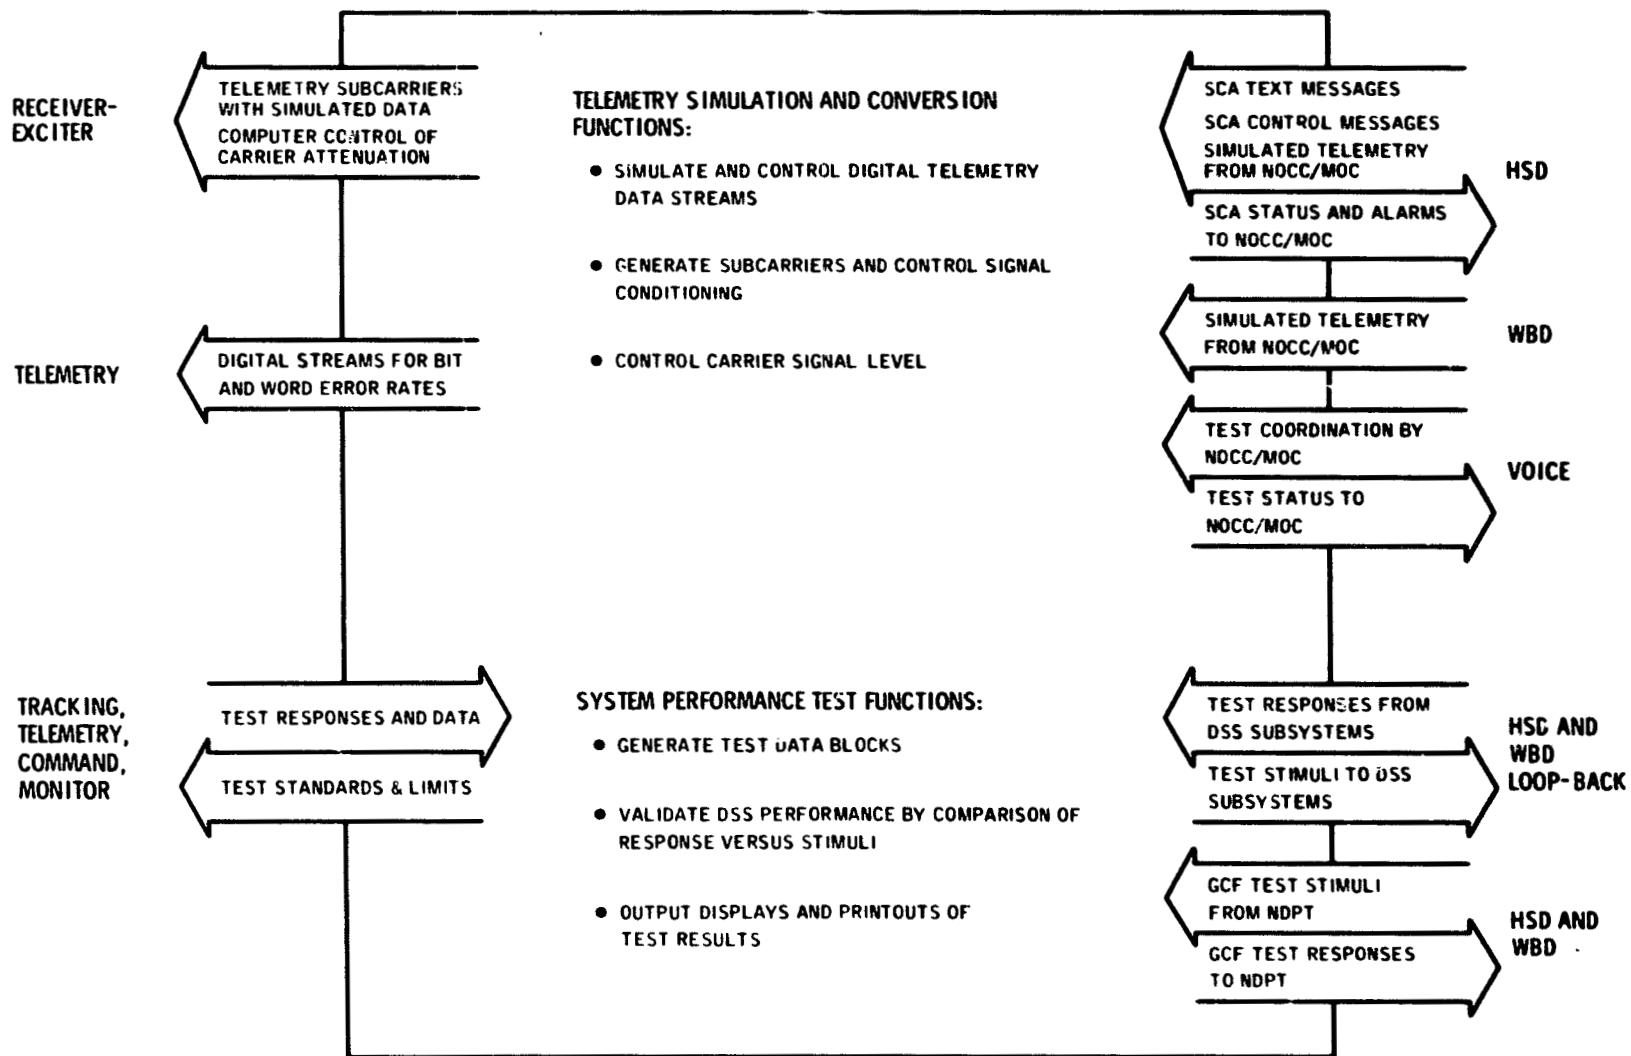 RECEIVER-
EXCITER
TELEMETRY SUBCARRIERS
WITH SIMULATED DATA
COMPUTER CONTROL OF
CARRIER ATTENUATION
TELEMETRY
DIGITAL STREAMS FOR BIT
AND WORD ERROR RATES
TRACKING,
TELEMETRY,
COMMAND,
MONITOR
TEST RESPONSES AND DATA
TEST STANDARDS & LIMITS
TELEMETRY SIMULATION AND CONVERSION
FUNCTIONS:
• SIMULATE AND CONTROL DIGITAL TELEMETRY
DATA STREAMS
• GENERATE SUBCARRIERS AND CONTROL SIGNAL
CONDITIONING
• CONTROL CARRIER SIGNAL LEVEL
SYSTEM PERFORMANCE TEST FUNCTIONS:
• GENERATE TEST DATA BLOCKS
• VALIDATE DSS PERFORMANCE BY COMPARISON OF
RESPONSE VERSUS STIMULI
• OUTPUT DISPLAYS AND PRINTOUTS OF
TEST RESULTS
SCA TEXT MESSAGES
SCA CONTROL MESSAGES
SIMULATED TELEMETRY
FROM NOCC/MOC
SCA STATUS AND ALARMS
TO NOCC/MOC
HSD
SIMULATED TELEMETRY
FROM NOCC/MOC
WBD
TEST COORDINATION BY
NOCC/MOC
TEST STATUS TO
NOCC/MOC
VOICE
TEST RESPONSES FROM
DSS SUBSYSTEMS
TEST STIMULI TO DSS
SUBSYSTEMS
HSD AND
WBD
LOOP-BACK
GCF TEST STIMULI
FROM NDPT
GCF TEST RESPONSES
TO NDPT
HSD AND
WBD